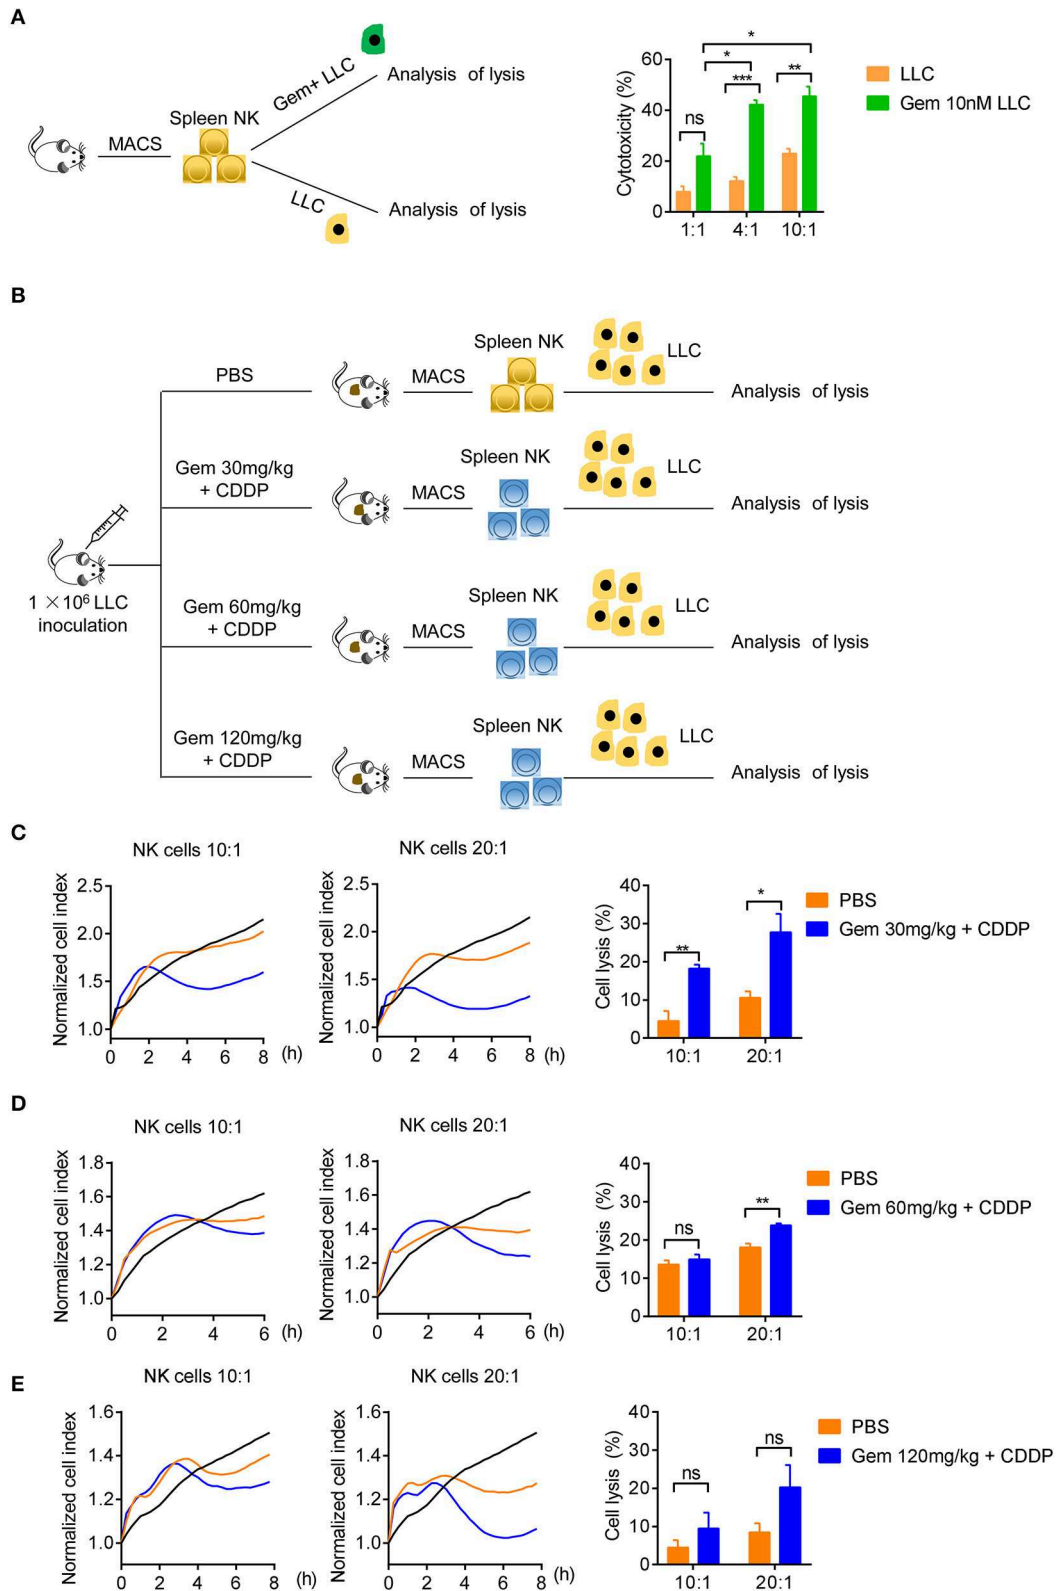 A
Spleen NK
MACS
Gem+ LLC
Analysis of lysis
LLC
Analysis of lysis
Cytotoxicity (%)
60
40
20
0
ns
*
***
*
**
1:1 4:1 10:1
LLC
Gem 10nM LLC
B
1 ×10⁶ LLC
inoculation
PBS
MACS
Spleen NK
LLC
Analysis of lysis
Gem 30mg/kg
+ CDDP
MACS
Spleen NK
LLC
Analysis of lysis
Gem 60mg/kg
+ CDDP
MACS
Spleen NK
LLC
Analysis of lysis
Gem 120mg/kg
+ CDDP
MACS
Spleen NK
LLC
Analysis of lysis
C
NK cells 10:1
Normalized cell index
2.5
2.0
1.5
1.0
0 2 4 6 8 (h)
NK cells 20:1
Normalized cell index
2.5
2.0
1.5
1.0
0 2 4 6 8 (h)
Cell lysis (%)
40
30
20
10
0
**
*
10:1 20:1
PBS
Gem 30mg/kg + CDDP
D
NK cells 10:1
Normalized cell index
1.8
1.6
1.4
1.2
1.0
0 2 4 6 (h)
NK cells 20:1
Normalized cell index
1.8
1.6
1.4
1.2
1.0
0 2 4 6 (h)
Cell lysis (%)
40
30
20
10
0
ns
**
10:1 20:1
PBS
Gem 60mg/kg + CDDP
E
NK cells 10:1
Normalized cell index
1.6
1.4
1.2
1.0
0 2 4 6 8 (h)
NK cells 20:1
Normalized cell index
1.6
1.4
1.2
1.0
0 2 4 6 8 (h)
Cell lysis (%)
40
30
20
10
0
ns
ns
10:1 20:1
PBS
Gem 120mg/kg + CDDP